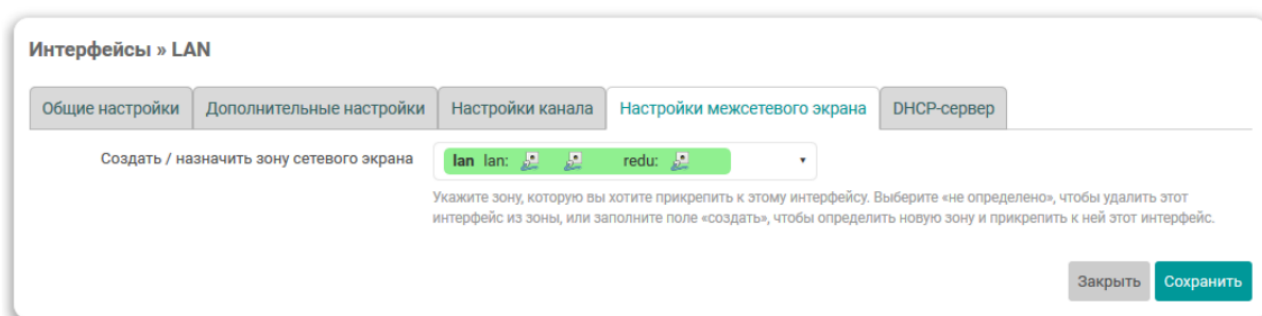 Интерфейсы » LAN
Общие настройки Дополнительные настройки Настройки канала Настройки межсетевого экрана DHCP-сервер
Создать / назначить зону сетевого экрана lan lan: redu:
Укажите зону, которую вы хотите прикрепить к этому интерфейсу. Выберите «не определено», чтобы удалить этот
интерфейс из зоны, или заполните поле «создать», чтобы определить новую зону и прикрепить к ней этот интерфейс.
Закрыть Сохранить